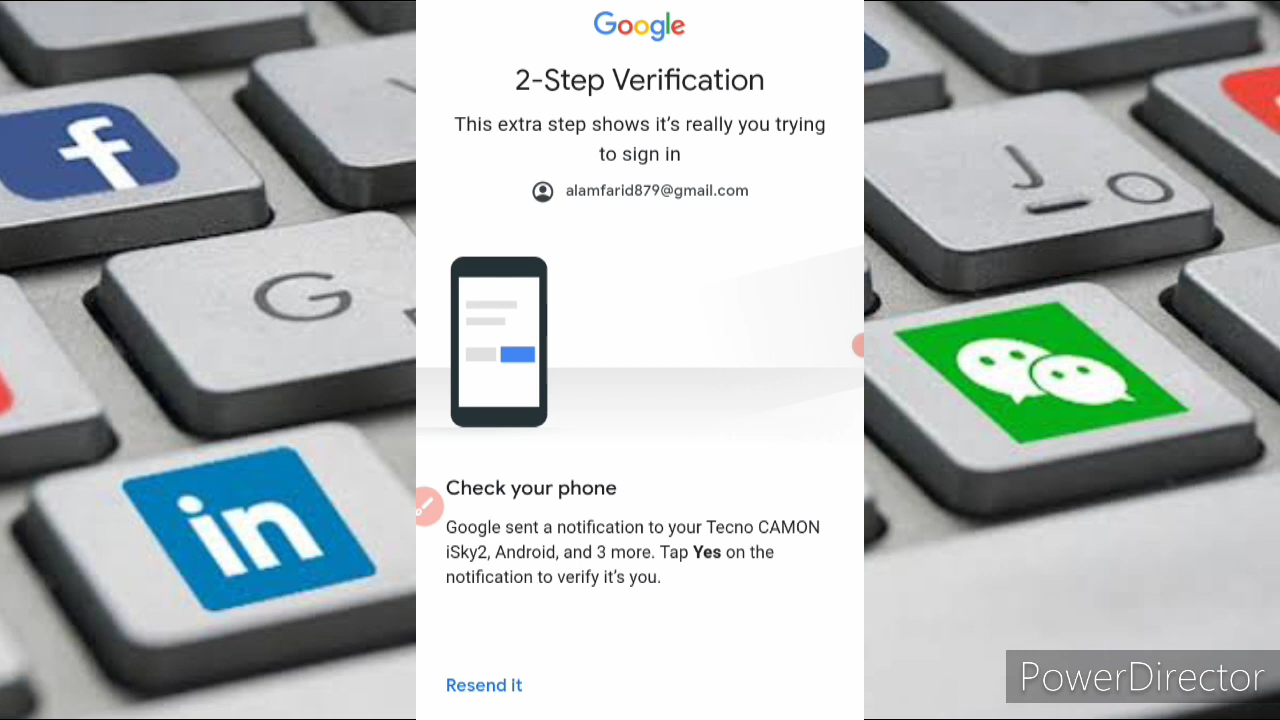 Google
2-Step Verification
This extra step shows it's really you trying
to sign in
alamfarid879@gmail.com
f
G
J
O
in
Check your phone
Google sent a notification to your Tecno CAMON
iSky2, Android, and 3 more. Tap Yes on the
notification to verify it's you.
Resend it
PowerDirector